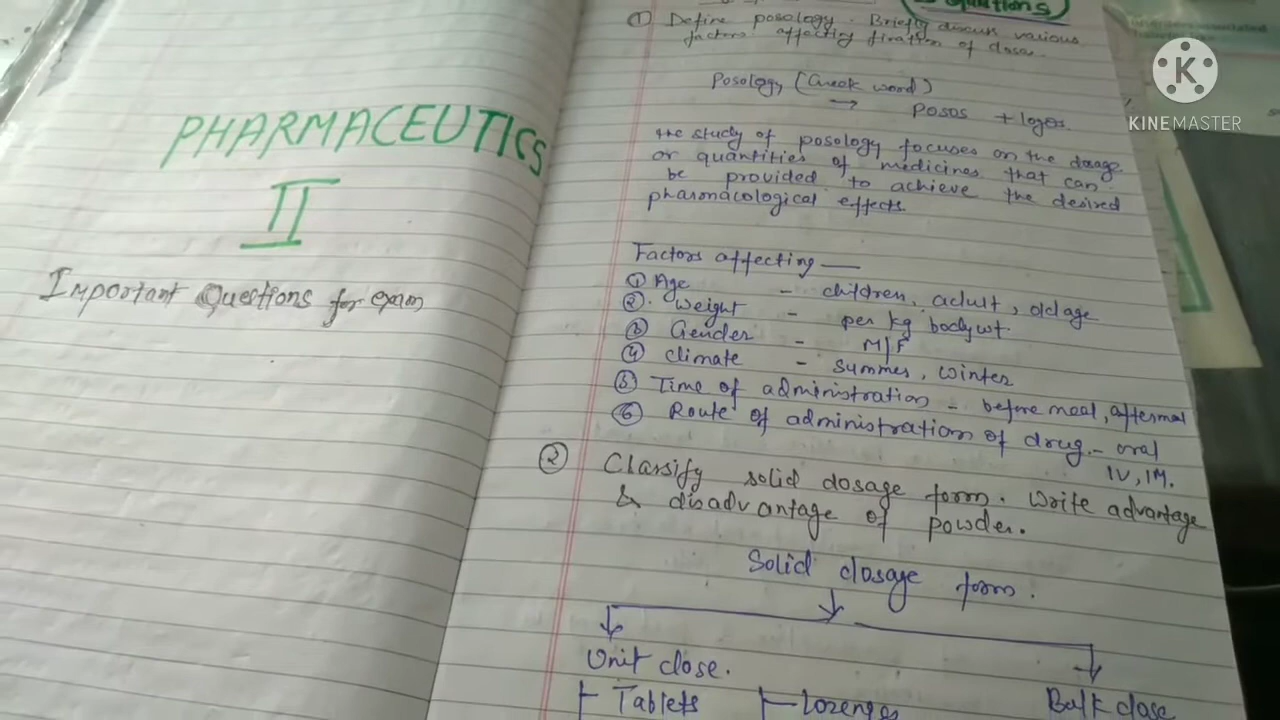 PHARMACEUTICS
II
Important Questions for exam
Questions
① Define posology. Briefly discuss various
factors affecting fixation of dose.
Posology (Greek word)
→ Posos + logos
the study of posology focuses on the dosage
or quantities of medicines that can
be provided to achieve the desired
pharmacological effects.
Factors affecting —
① Age - children, adult, old age
②. Weight - per kg body wt.
③ Gender - M/F
④ climate - summer, winter
⑤ Time of administration - before meal, aftermeal
⑥ Route of administration of drug. - oral
IV, IM.
② Classify solid dosage form. Write advantage
& disadvantage of powder.
Solid dosage form.
Unit dose.
Bulk dose
Tablets
Lozenges
KINEMASTER